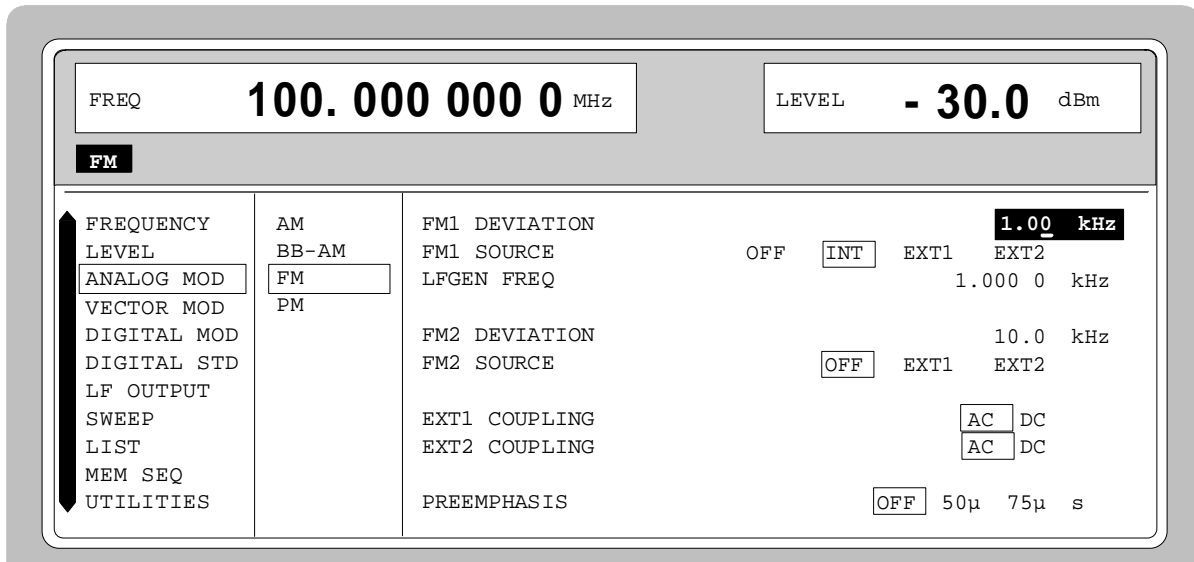 FREQ 100. 000 000 0 MHz LEVEL - 30.0 dBm
FM
FREQUENCY AM FM1 DEVIATION 1.00 kHz
LEVEL BB-AM FM1 SOURCE OFF INT EXT1 EXT2
ANALOG MOD FM LFGEN FREQ 1.000 0 kHz
VECTOR MOD PM
DIGITAL MOD FM2 DEVIATION 10.0 kHz
DIGITAL STD FM2 SOURCE OFF EXT1 EXT2
LF OUTPUT
SWEEP EXT1 COUPLING AC DC
LIST EXT2 COUPLING AC DC
MEM SEQ
UTILITIES PREEMPHASIS OFF 50µ 75µ s